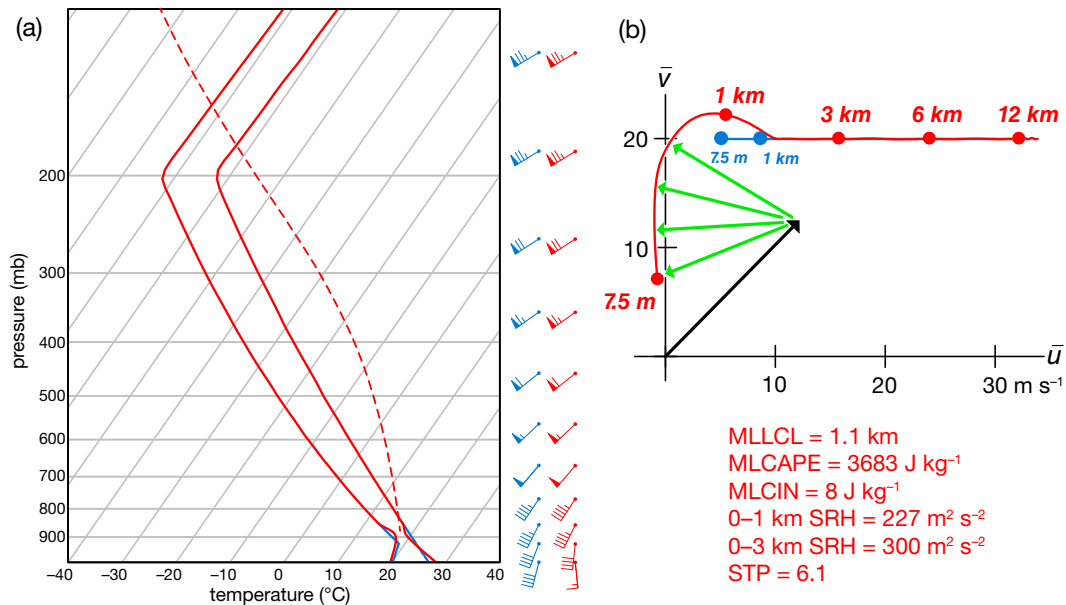 (a)
200
300
400
500
600
700
800
900
pressure (mb)
−40 −30 −20 −10 0 10 20 30 40
temperature (°C)
(b)
v̅
1 km
3 km 6 km 12 km
20
7.5 m 1 km
10
7.5 m
u̅
10 20 30 m s⁻¹
MLLCL = 1.1 km
MLCAPE = 3683 J kg⁻¹
MLCIN = 8 J kg⁻¹
0–1 km SRH = 227 m² s⁻²
0–3 km SRH = 300 m² s⁻²
STP = 6.1